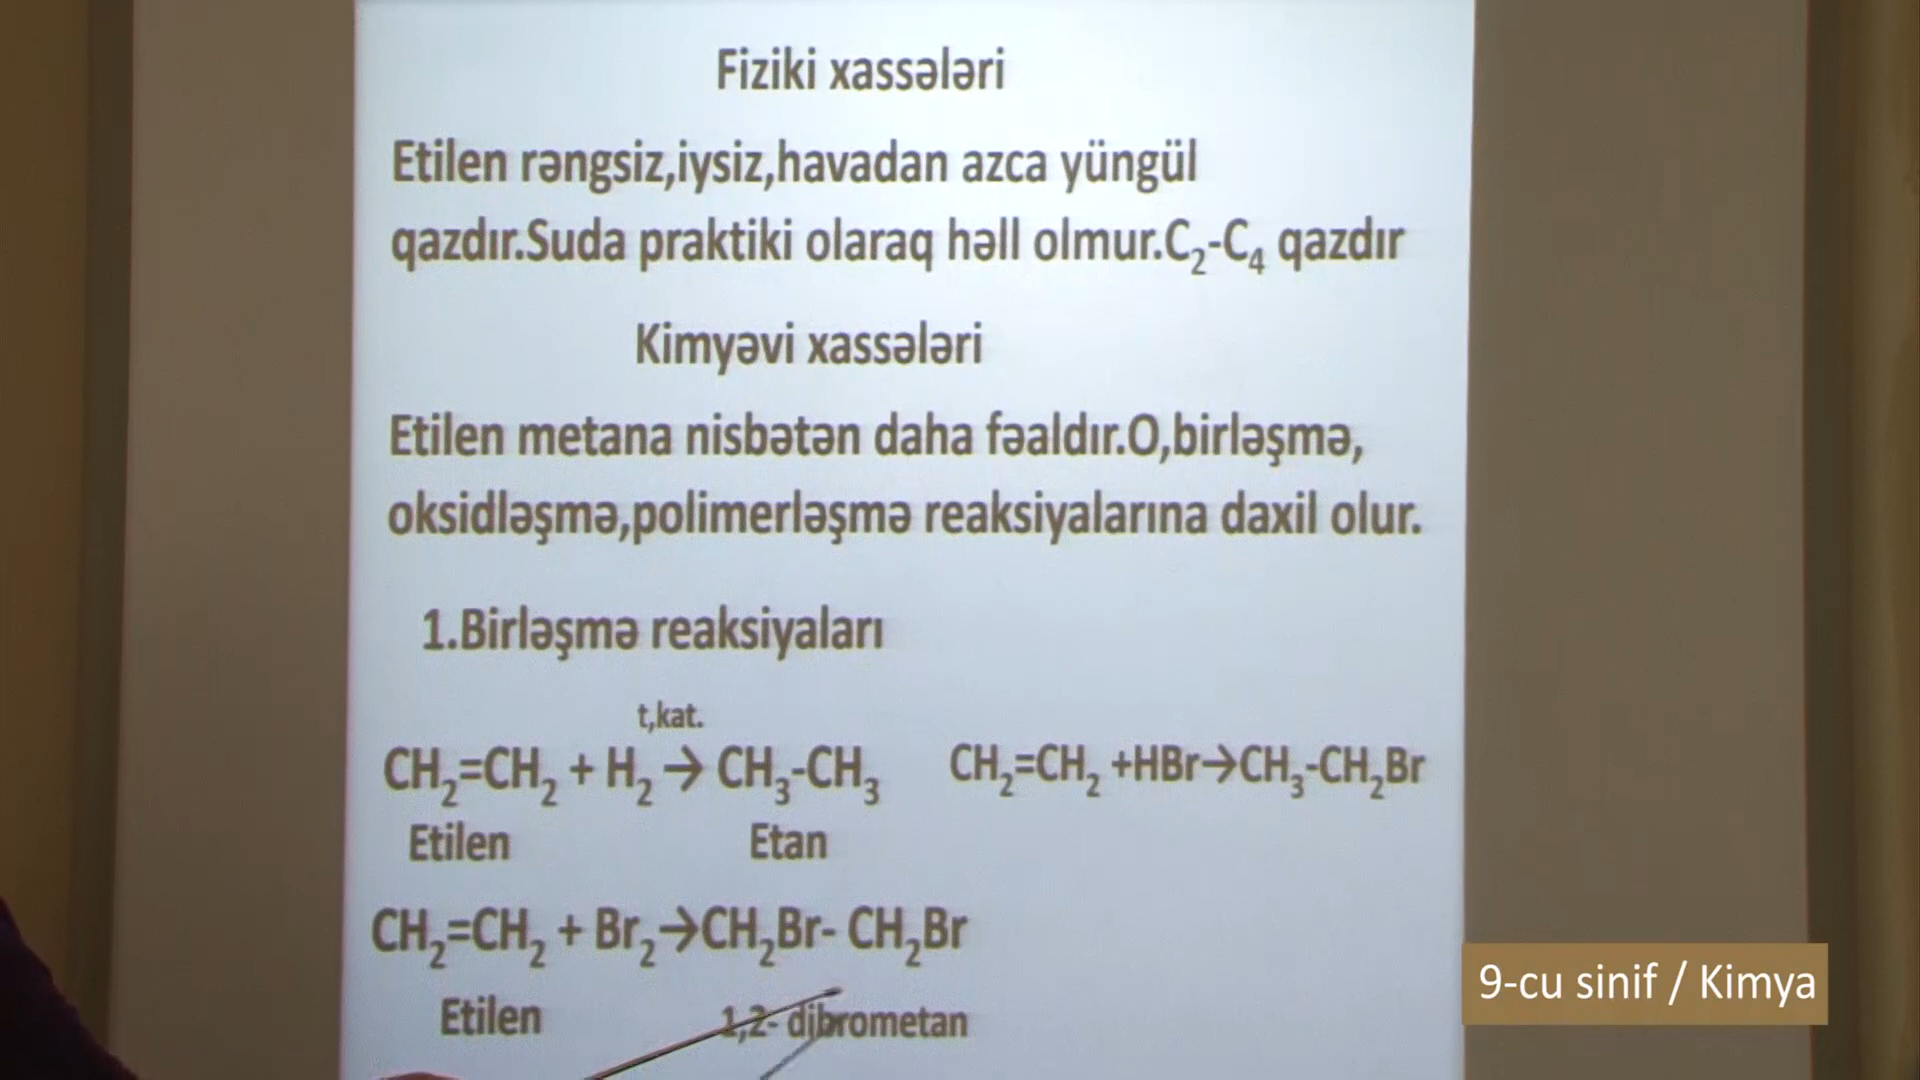 Fiziki xassələri
Etilen rəngsiz,iysiz,havadan azca yüngül
qazdır.Suda praktiki olaraq həll olmur.C₂-C₄ qazdır
Kimyəvi xassələri
Etilen metana nisbətən daha fəaldır.O,birləşmə,
oksidləşmə,polimerləşmə reaksiyalarına daxil olur.
1.Birləşmə reaksiyaları
t,kat.
CH₂=CH₂ + H₂ → CH₃-CH₃ CH₂=CH₂ +HBr→CH₃-CH₂Br
Etilen Etan
CH₂=CH₂ + Br₂→CH₂Br- CH₂Br
Etilen 1,2- dibrometan
9-cu sinif / Kimya